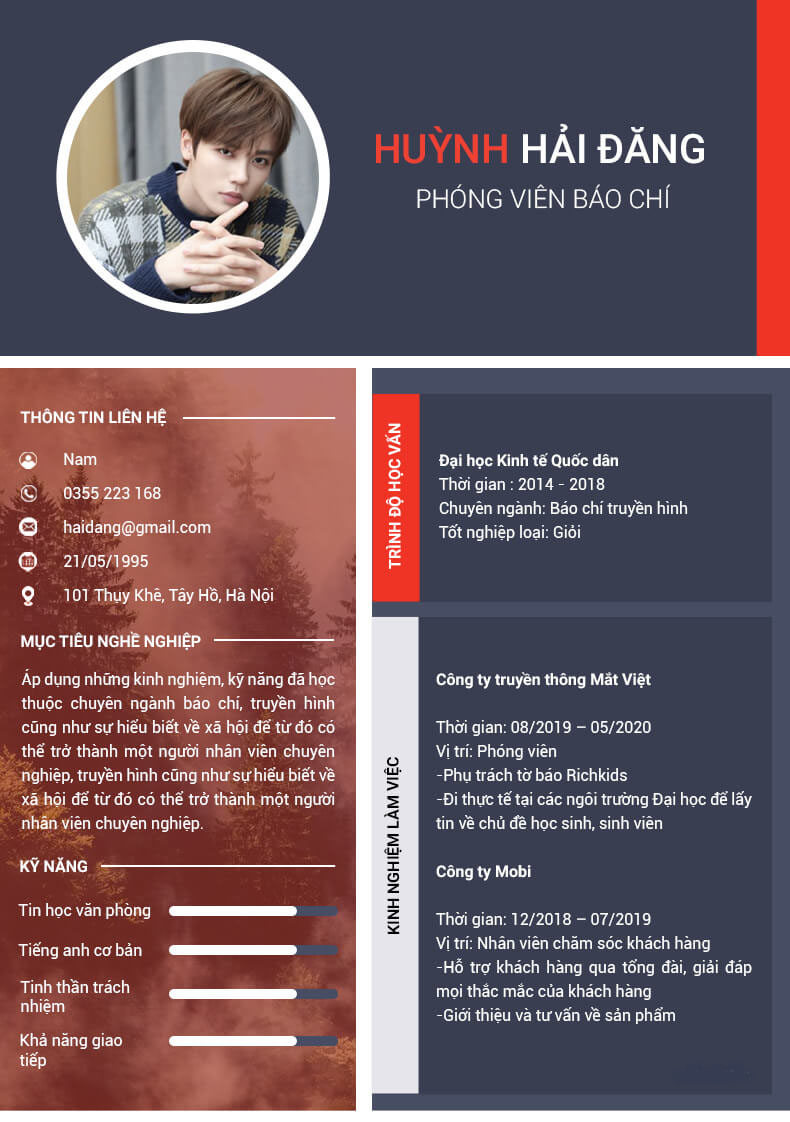 HUỲNH HẢI ĐĂNG
PHÓNG VIÊN BÁO CHÍ
THÔNG TIN LIÊN HỆ
Nam
0355 223 168
haidang@gmail.com
21/05/1995
101 Thụy Khê, Tây Hồ, Hà Nội
MỤC TIÊU NGHỀ NGHIỆP
Áp dụng những kinh nghiệm, kỹ năng đã học
thuộc chuyên ngành báo chí, truyền hình
cũng như sự hiểu biết về xã hội để từ đó có
thể trở thành một người nhân viên chuyên
nghiệp, truyền hình cũng như sự hiểu biết về
xã hội để từ đó có thể trở thành một người
nhân viên chuyên nghiệp.
KỸ NĂNG
Tin học văn phòng
Tiếng anh cơ bản
Tinh thần trách
nhiệm
Khả năng giao
tiếp
TRÌNH ĐỘ HỌC VẤN
Đại học Kinh tế Quốc dân
Thời gian : 2014 - 2018
Chuyên ngành: Báo chí truyền hình
Tốt nghiệp loại: Giỏi
KINH NGHIỆM LÀM VIỆC
Công ty truyền thông Mắt Việt
Thời gian: 08/2019 – 05/2020
Vị trí: Phóng viên
-Phụ trách tờ báo Richkids
-Đi thực tế tại các ngôi trường Đại học để lấy
tin về chủ đề học sinh, sinh viên
Công ty Mobi
Thời gian: 12/2018 – 07/2019
Vị trí: Nhân viên chăm sóc khách hàng
-Hỗ trợ khách hàng qua tổng đài, giải đáp
mọi thắc mắc của khách hàng
-Giới thiệu và tư vấn về sản phẩm